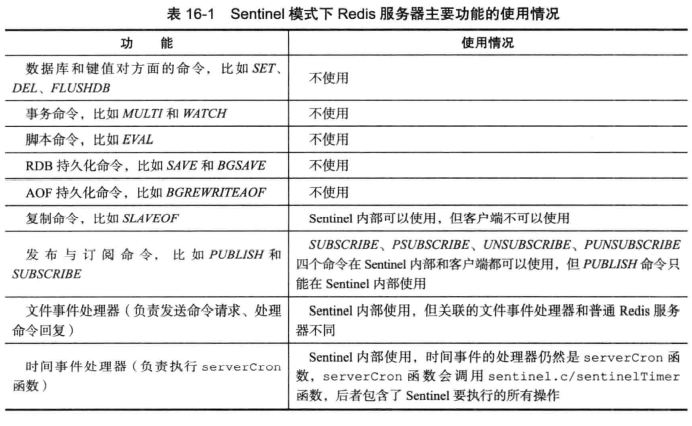 表 16-1 Sentinel 模式下 Redis 服务器主要功能的使用情况
功 能 使用情况
数据库和键值对方面的命令，比如 SET、
DEL、FLUSHDB
不使用
事务命令，比如 MULTI 和 WATCH 不使用
脚本命令，比如 EVAL 不使用
RDB 持久化命令，比如 SAVE 和 BGSAVE 不使用
AOF 持久化命令，比如 BGREWRITEAOF 不使用
复制命令，比如 SLAVEOF Sentinel 内部可以使用，但客户端不可以使用
发布与订阅命令，比如 PUBLISH 和
SUBSCRIBE
SUBSCRIBE、PSUBSCRIBE、UNSUBSCRIBE、PUNSUBSCRIBE
四个命令在 Sentinel 内部和客户端都可以使用，但 PUBLISH 命令只
能在 Sentinel 内部使用
文件事件处理器（负责发送命令请求、处理
命令回复）
Sentinel 内部使用，但关联的文件事件处理器和普通 Redis 服务
器不同
时间事件处理器（负责执行 serverCron
函数）
Sentinel 内部使用，时间事件的处理器仍然是 serverCron 函
数，serverCron 函数会调用 sentinel.c/sentinelTimer
函数，后者包含了 Sentinel 要执行的所有操作